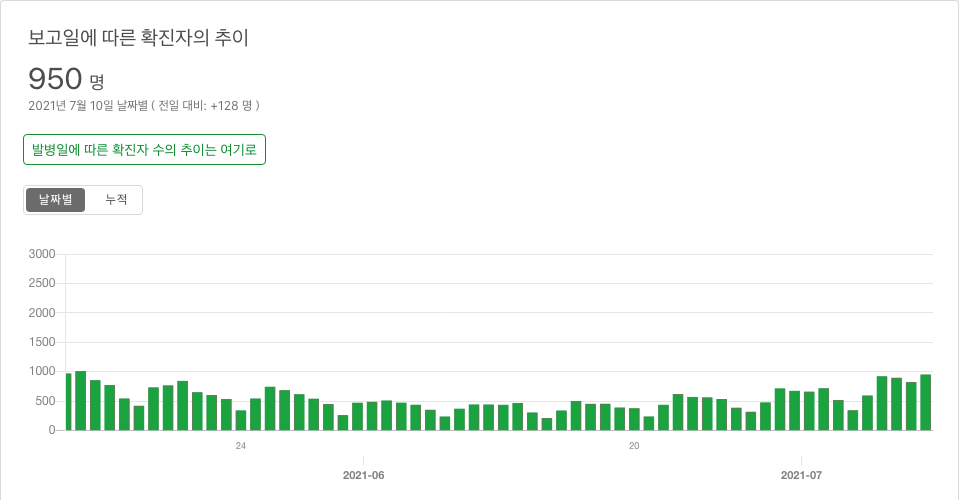 보고일에 따른 확진자의 추이
950 명
2021년 7월 10일 날짜별 ( 전일 대비: +128 명 )
발병일에 따른 확진자 수의 추이는 여기로
날짜별 누적
3000
2500
2000
1500
1000
500
0
24 20
2021-06 2021-07